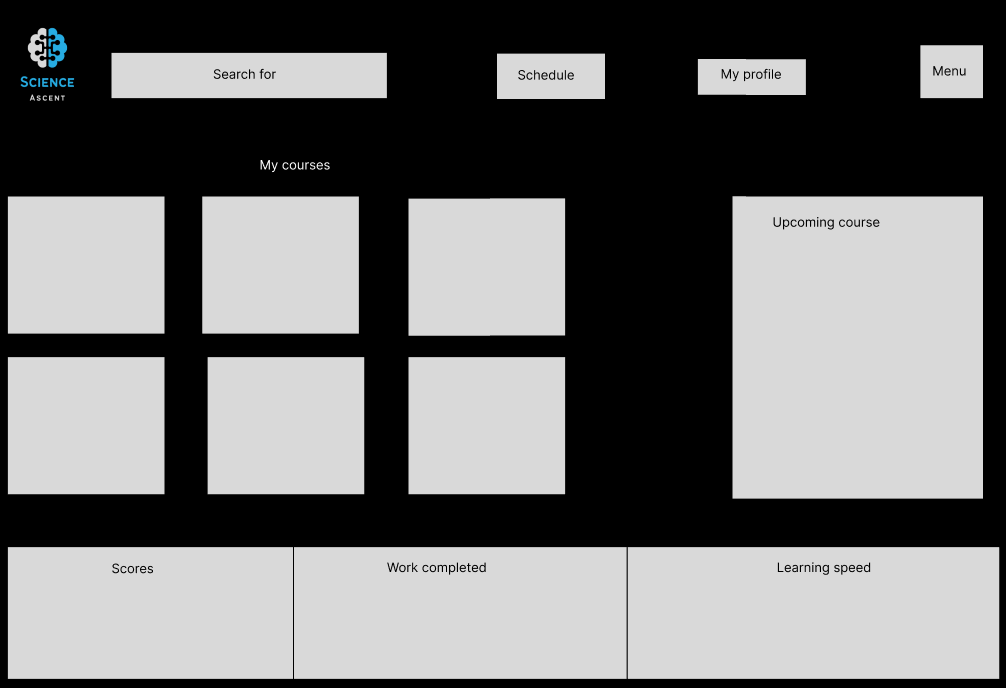 SCIENCE
ASCENT
Search for
Schedule
My profile
Menu
My courses
Upcoming course
Scores
Work completed
Learning speed